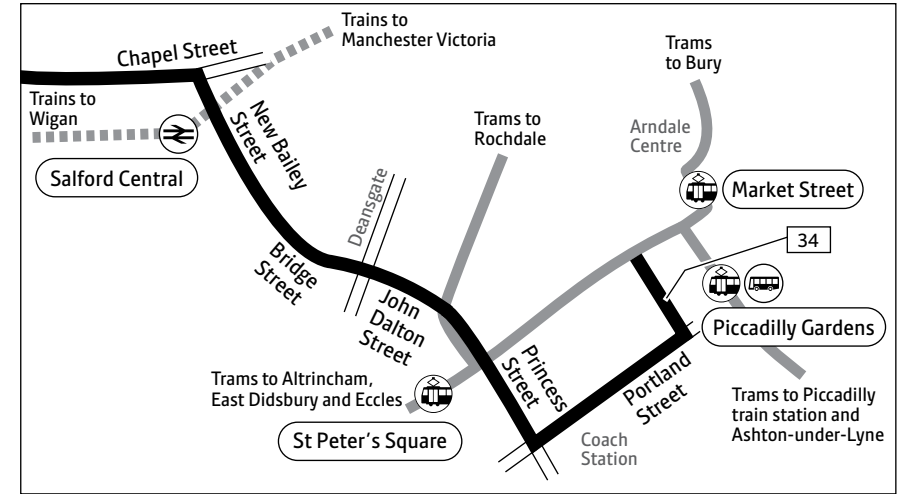 Trains to
Manchester Victoria
Chapel Street
Trams
to Bury
Trains to
Wigan
New Bailey
Street
Trams to
Rochdale
Arndale
Centre
Salford Central
Market Street
Deansgate
34
Bridge
Street
John
Dalton
Street
Piccadilly Gardens
Princess
Street
Portland
Street
Trams to Altrincham,
East Didsbury and Eccles
Trams to Piccadilly
train station and
Ashton-under-Lyne
St Peter's Square
Coach
Station